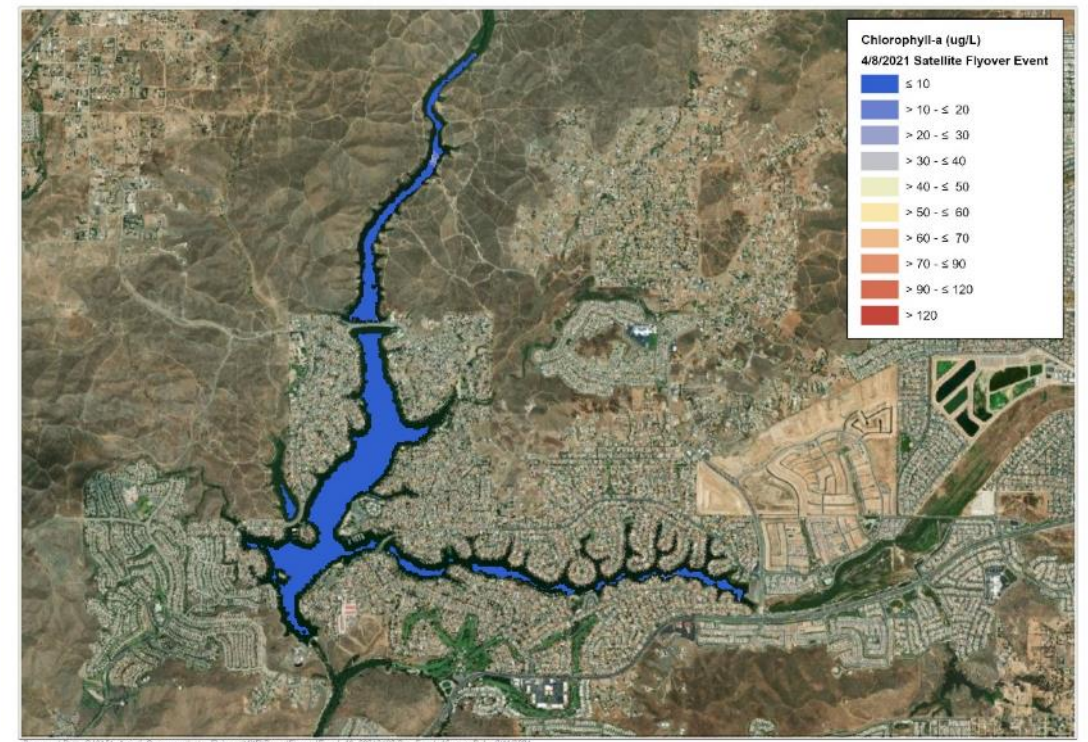 Chlorophyll-a (ug/L)
4/8/2021 Satellite Flyover Event
≤ 10
> 10 - ≤ 20
> 20 - ≤ 30
> 30 - ≤ 40
> 40 - ≤ 50
> 50 - ≤ 60
> 60 - ≤ 70
> 70 - ≤ 90
> 90 - ≤ 120
> 120